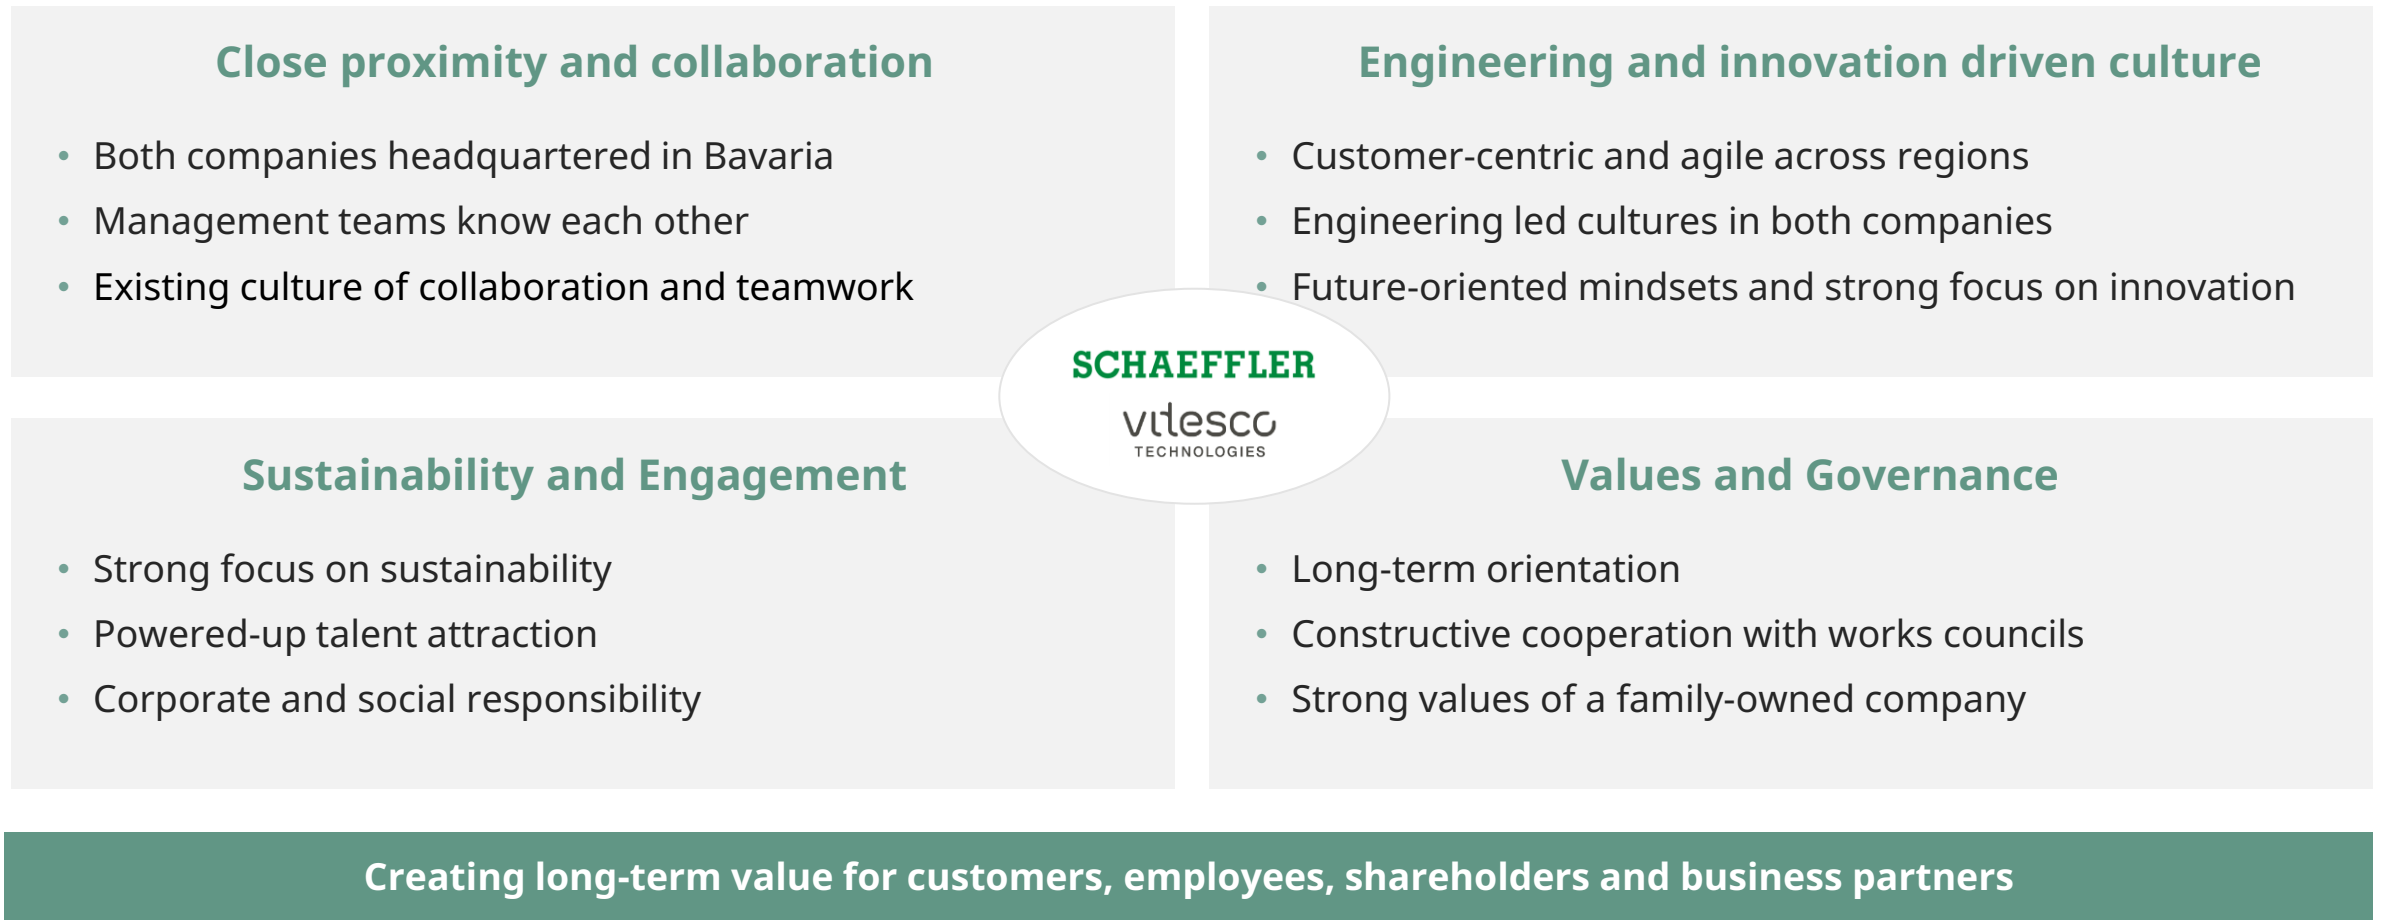 Close proximity and collaboration
• Both companies headquartered in Bavaria
• Management teams know each other
• Existing culture of collaboration and teamwork
Engineering and innovation driven culture
• Customer-centric and agile across regions
• Engineering led cultures in both companies
• Future-oriented mindsets and strong focus on innovation
SCHAEFFLER
vitesco
TECHNOLOGIES
Sustainability and Engagement
• Strong focus on sustainability
• Powered-up talent attraction
• Corporate and social responsibility
Values and Governance
• Long-term orientation
• Constructive cooperation with works councils
• Strong values of a family-owned company
Creating long-term value for customers, employees, shareholders and business partners